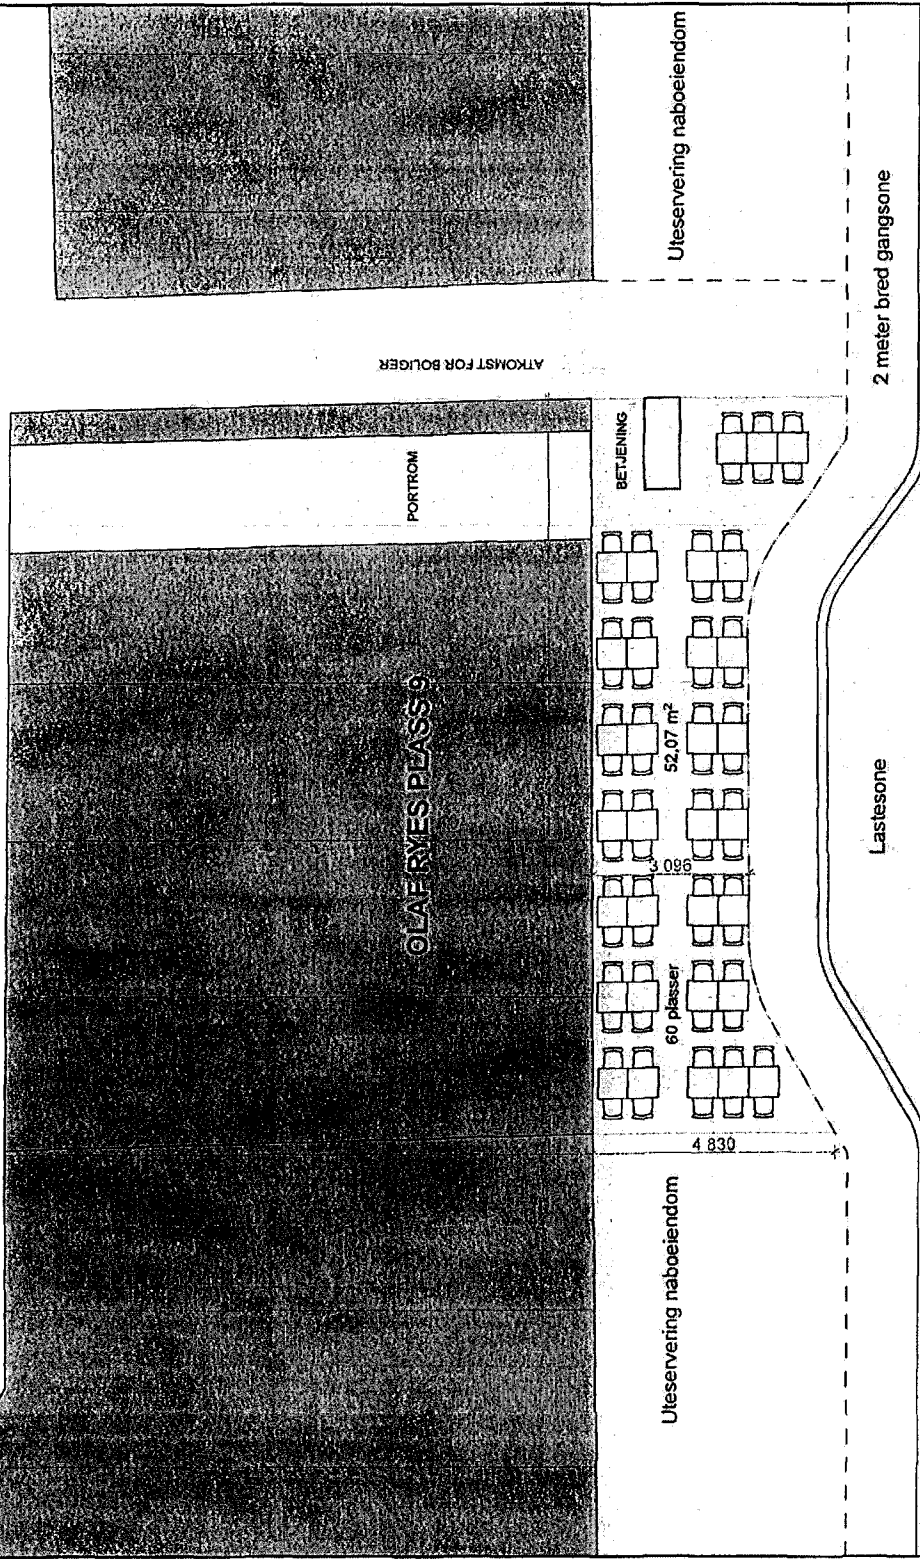 Uteservering naboeiendom
2 meter bred gangsone
ATKOMST FOR BOLIGER
BETJENING
PORTROM
OLAF RYES PLASS 9
52,07 m²
3 096
60 plasser
Lastesone
4 830
Uteservering naboeiendom